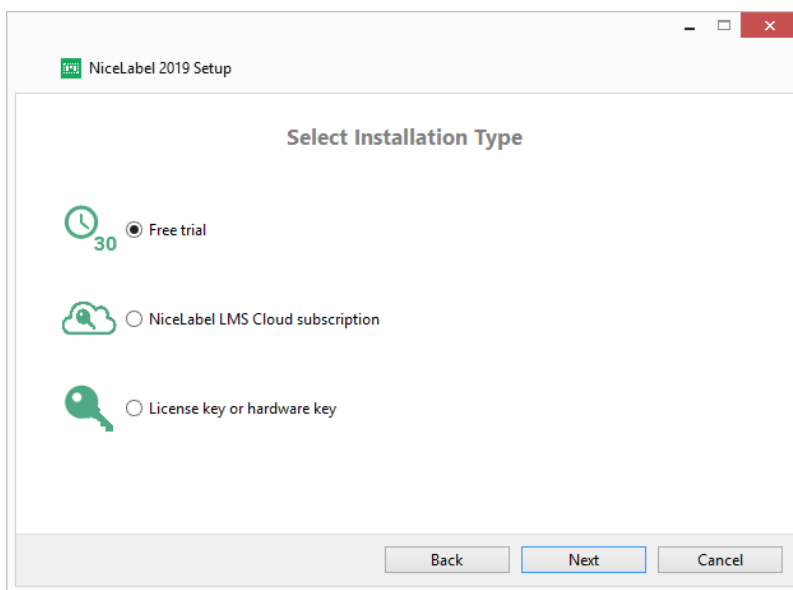 NiceLabel 2019 Setup
Select Installation Type
30
Free trial
NiceLabel LMS Cloud subscription
License key or hardware key
Back Next Cancel